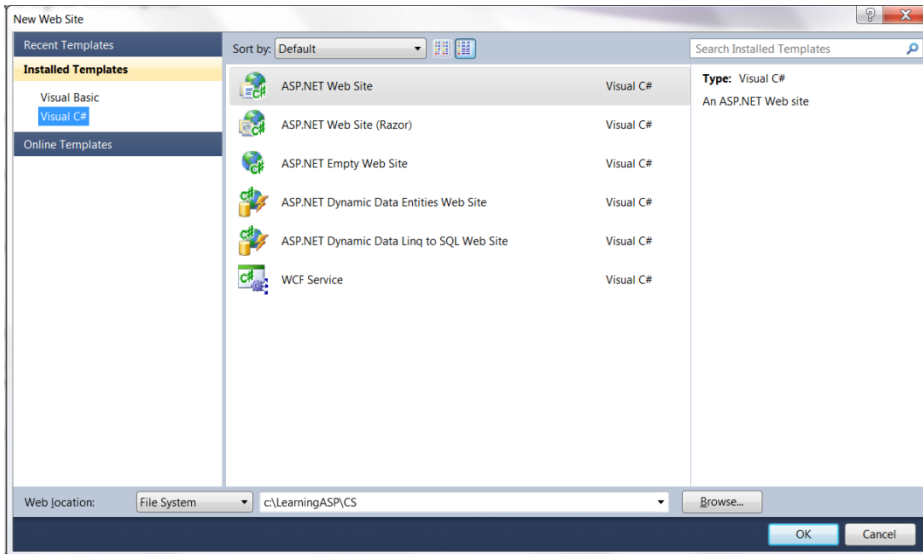 New Web Site
Recent Templates
Installed Templates
Visual Basic
Visual C#
Online Templates
Sort by: Default
Search Installed Templates
ASP.NET Web Site Visual C#
ASP.NET Web Site (Razor) Visual C#
ASP.NET Empty Web Site Visual C#
ASP.NET Dynamic Data Entities Web Site Visual C#
ASP.NET Dynamic Data Linq to SQL Web Site Visual C#
WCF Service Visual C#
Type: Visual C#
An ASP.NET Web site
Web location: File System c:\LearningASP\CS Browse...
OK Cancel